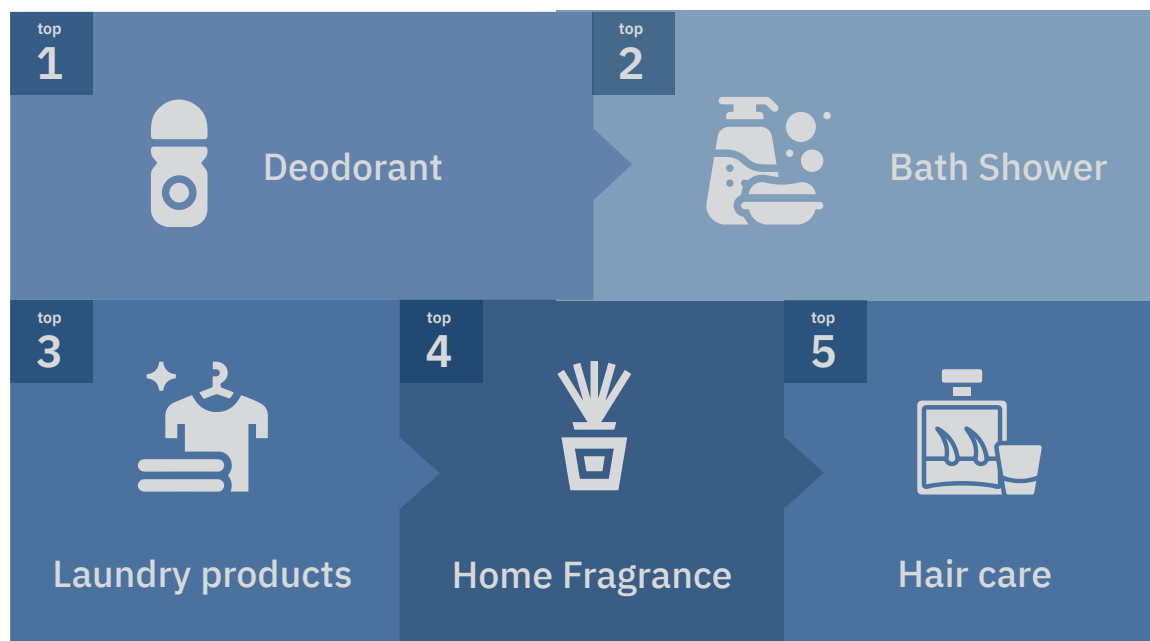 top
1
Deodorant
top
2
Bath Shower
top
3
Laundry products
top
4
Home Fragrance
top
5
Hair care